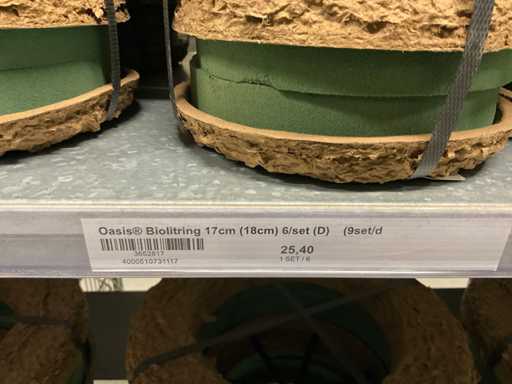 Oasis® Biolitring 17cm (18cm) 6/set (D) (9set/d
3652817
4000510731117
25,40
1 SET / 6